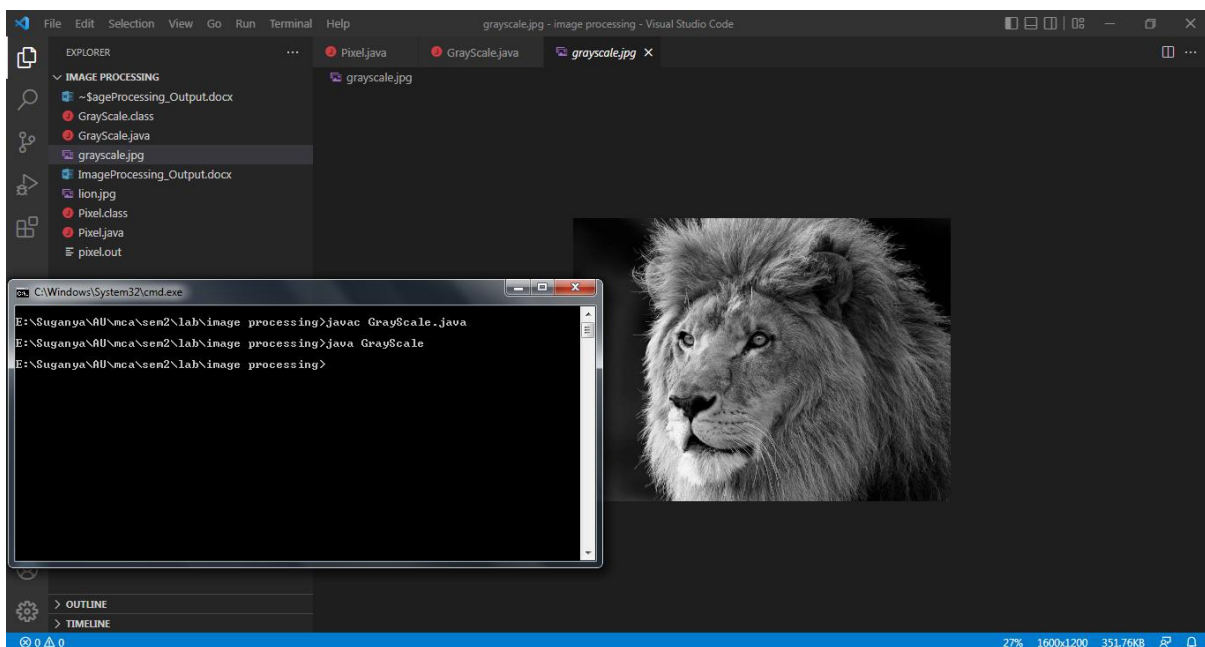 File Edit Selection View Go Run Terminal Help
grayscale.jpg - image processing - Visual Studio Code
EXPLORER
IMAGE PROCESSING
~$ageProcessing_Output.docx
GrayScale.class
GrayScale.java
grayscale.jpg
ImageProcessing_Output.docx
lion.jpg
Pixel.class
Pixel.java
pixel.out
Pixel.java GrayScale.java grayscale.jpg
grayscale.jpg
C:\Windows\System32\cmd.exe
E:\Suganya\AU\mca\sem2\lab\image processing>javac GrayScale.java
E:\Suganya\AU\mca\sem2\lab\image processing>java GrayScale
E:\Suganya\AU\mca\sem2\lab\image processing>
OUTLINE
TIMELINE
0 0
27% 1600x1200 351.76KB